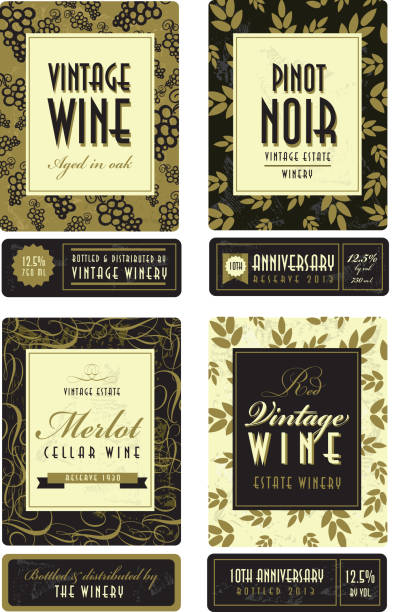 VINTAGE
WINE
Aged in oak
PINOT
NOIR
VINTAGE ESTATE
WINERY
12.5%
750 ML
BOTTLED & DISTRIBUTED BY
VINTAGE WINERY
10TH
ANNIVERSARY
RESERVE 2013
12.5%
by vol
750 ml
VINTAGE ESTATE
Merlot
CELLAR WINE
RESERVE 1930
Red
Vintage
WINE
ESTATE WINERY
Bottled & distributed by
THE WINERY
10TH ANNIVERSARY
BOTTLED 2013
12.5%
BY VOL